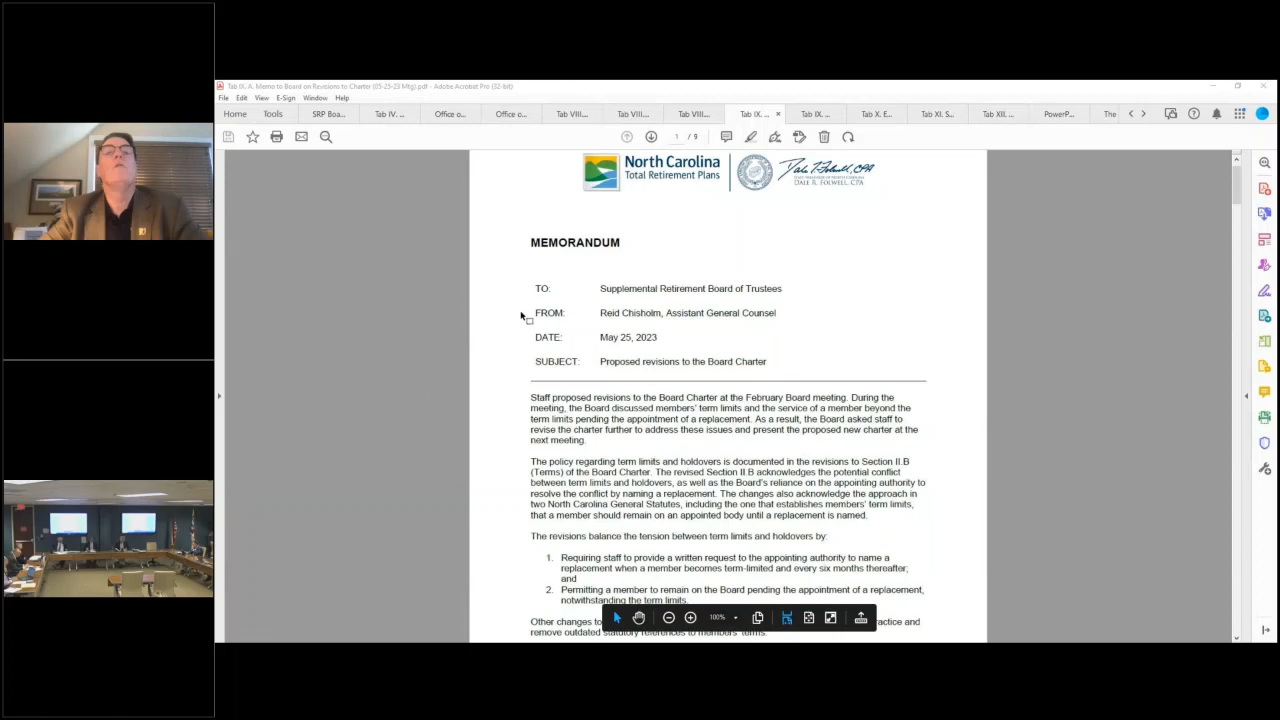 Tab IX. A. Memo to Board on Revisions to Charter (05-25-23 Mtg).pdf - Adobe Acrobat Pro (32-bit)
File Edit View E-Sign Window Help
Home Tools SRP Boa... Tab IV. ... Office o... Office o... Tab VIII.... Tab VIII.... Tab VIII.... Tab IX. ... × Tab IX. ... Tab X. E... Tab XI. S... Tab XII. ... PowerP... The
1 / 9
North Carolina
Total Retirement Plans
Dale R. Folwell, CPA
DALE R. FOLWELL, CPA
MEMORANDUM
TO: Supplemental Retirement Board of Trustees
FROM: Reid Chisholm, Assistant General Counsel
DATE: May 25, 2023
SUBJECT: Proposed revisions to the Board Charter
Staff proposed revisions to the Board Charter at the February Board meeting. During the
meeting, the Board discussed members' term limits and the service of a member beyond the
term limits pending the appointment of a replacement. As a result, the Board asked staff to
revise the charter further to address these issues and present the proposed new charter at the
next meeting.
The policy regarding term limits and holdovers is documented in the revisions to Section II.B
(Terms) of the Board Charter. The revised Section II.B acknowledges the potential conflict
between term limits and holdovers, as well as the Board's reliance on the appointing authority to
resolve the conflict by naming a replacement. The changes also acknowledge the approach in
two North Carolina General Statutes, including the one that establishes members' term limits,
that a member should remain on an appointed body until a replacement is named.
The revisions balance the tension between term limits and holdovers by:
1. Requiring staff to provide a written request to the appointing authority to name a
replacement when a member becomes term-limited and every six months thereafter;
and
2. Permitting a member to remain on the Board pending the appointment of a replacement,
notwithstanding the term limits.
100%
Other changes to
remove outdated statutory references to members' terms.